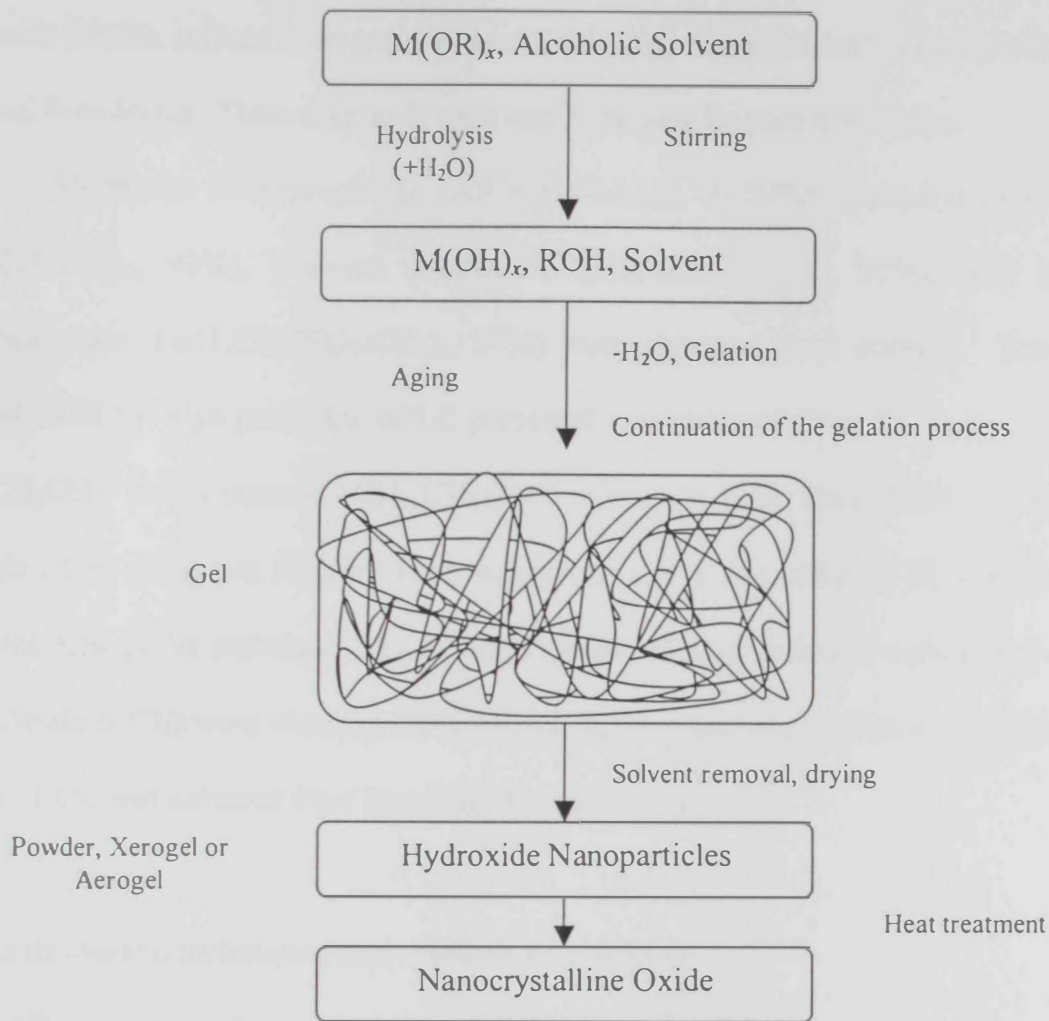 M(OR)x, Alcoholic Solvent
Hydrolysis
(+H2O)
Stirring
M(OH)x, ROH, Solvent
-H2O, Gelation
Aging
Continuation of the gelation process
Gel
Solvent removal, drying
Powder, Xerogel or
Aerogel
Hydroxide Nanoparticles
Heat treatment
Nanocrystalline Oxide